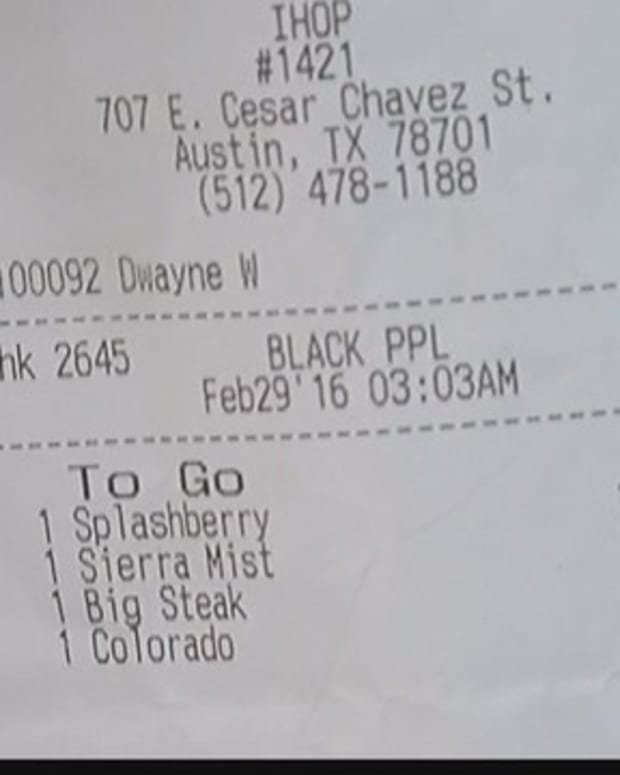 IHOP
#1421
707 E. Cesar Chavez St.
Austin, TX 78701
(512) 478-1188
00092 Dwayne W
hk 2645 BLACK PPL
Feb29'16 03:03AM
To Go
1 Splashberry
1 Sierra Mist
1 Big Steak
1 Colorado